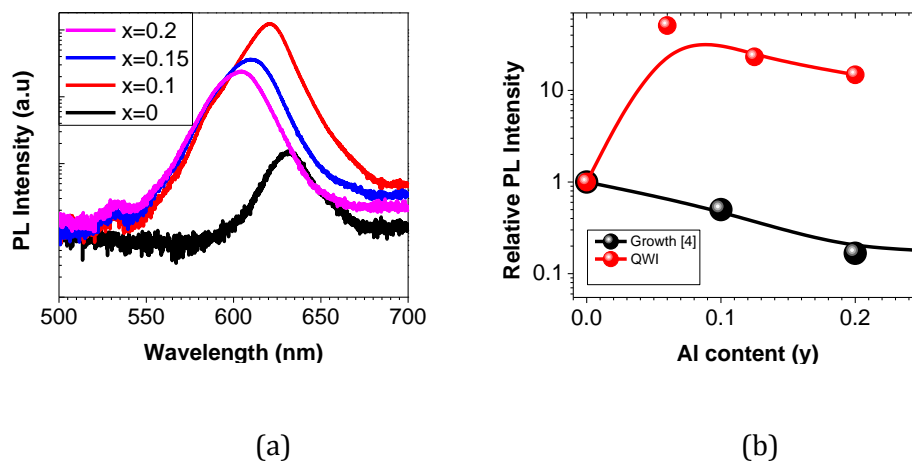 x=0.2
x=0.15
x=0.1
x=0
PL Intensity (a.u)
500 550 600 650 700
Wavelength (nm)
(a)
Relative PL Intensity
10
1
0.1
Growth [4]
QWI
0.0 0.1 0.2
Al content (y)
(b)